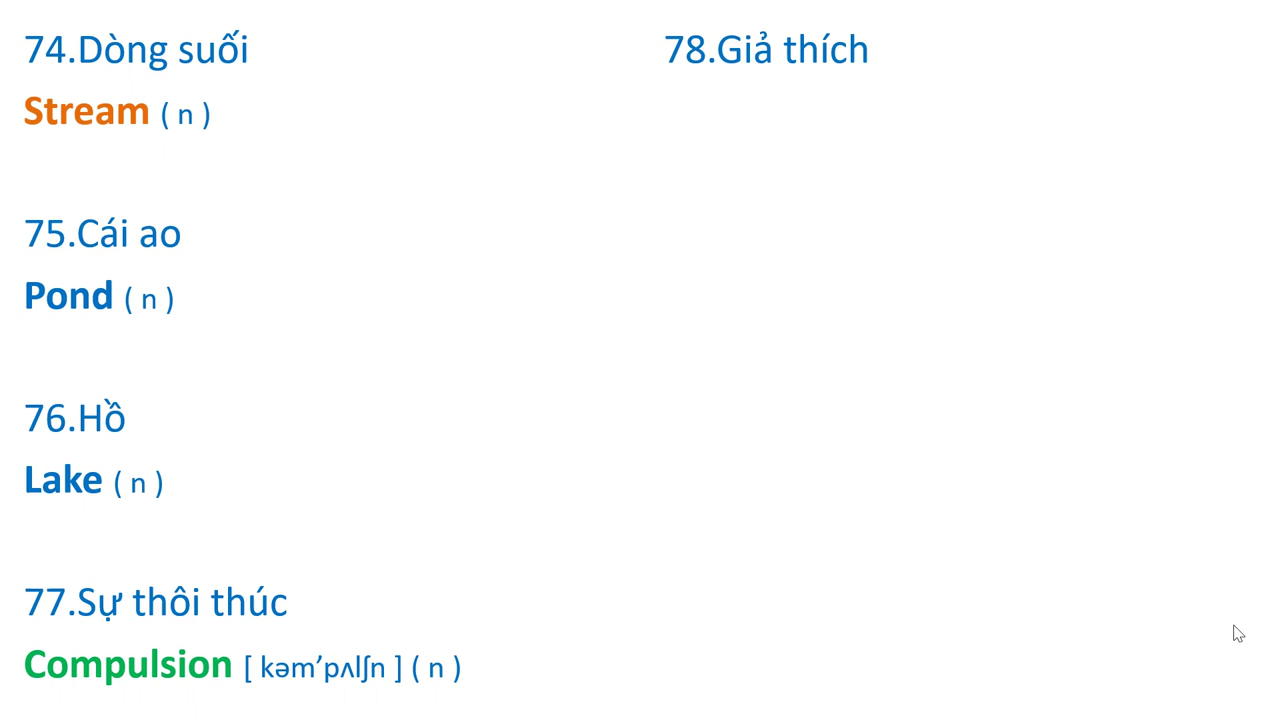 74.Dòng suối
Stream ( n )
75.Cái ao
Pond ( n )
76.Hồ
Lake ( n )
77.Sự thôi thúc
Compulsion [ kəm’pʌlʃn ] ( n )
78.Giả thích